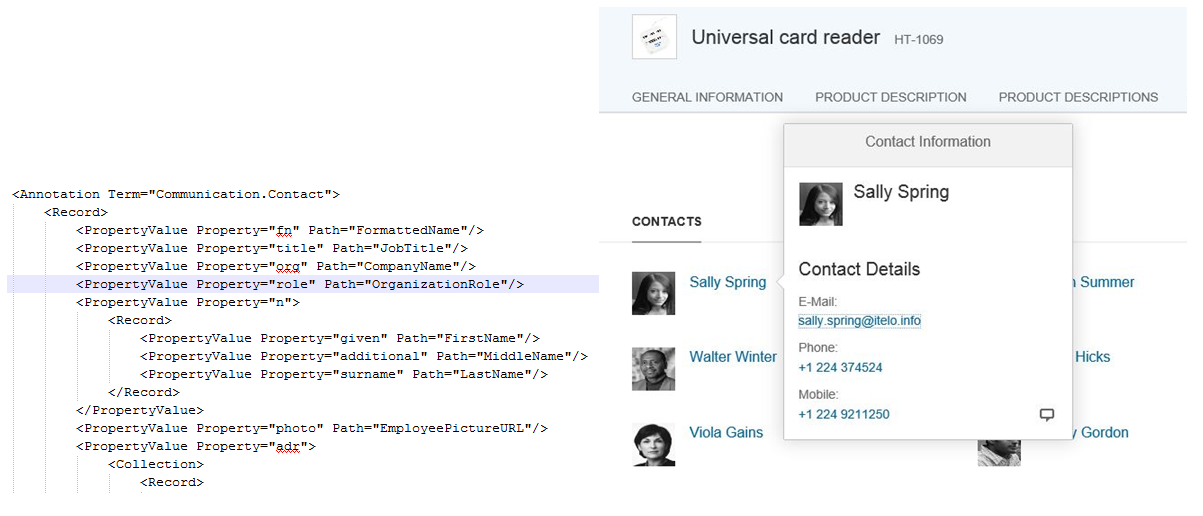 <Annotation Term="Communication.Contact">
<Record>
<PropertyValue Property="fn" Path="FormattedName"/>
<PropertyValue Property="title" Path="JobTitle"/>
<PropertyValue Property="org" Path="CompanyName"/>
<PropertyValue Property="role" Path="OrganizationRole"/>
<PropertyValue Property="n">
<Record>
<PropertyValue Property="given" Path="FirstName"/>
<PropertyValue Property="additional" Path="MiddleName"/>
<PropertyValue Property="surname" Path="LastName"/>
</Record>
</PropertyValue>
<PropertyValue Property="photo" Path="EmployeePictureURL"/>
<PropertyValue Property="adr">
<Collection>
<Record>
Universal card reader HT-1069
GENERAL INFORMATION PRODUCT DESCRIPTION PRODUCT DESCRIPTIONS
CONTACTS
Sally Spring
Walter Winter
Viola Gains
Contact Information
Sally Spring
Contact Details
E-Mail:
sally.spring@itelo.info
Phone:
+1 224 374524
Mobile:
+1 224 9211250
Summer
Hicks
Gordon